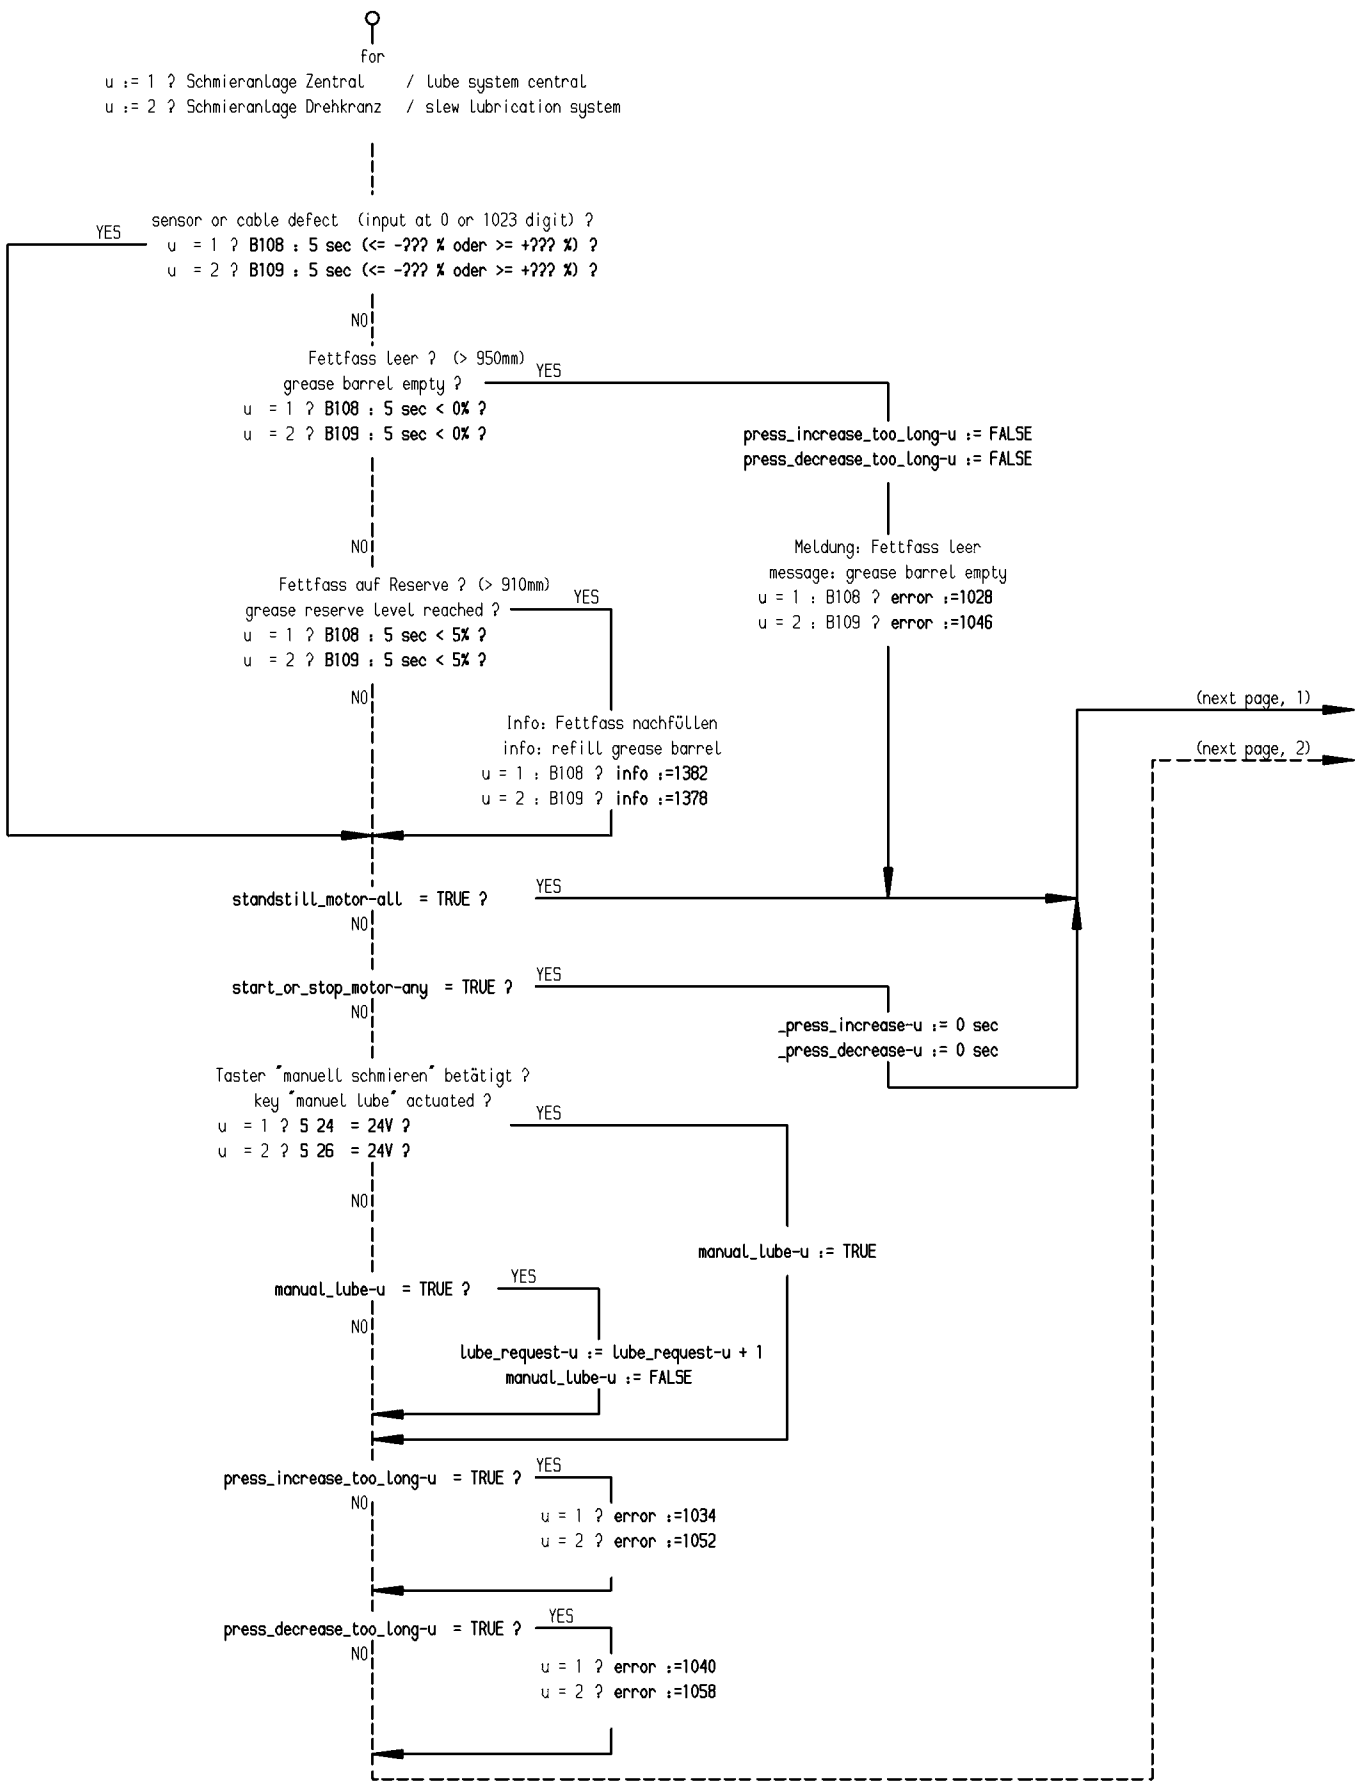 for
u := 1 ? Schmieranlage Zentral / lube system central
u := 2 ? Schmieranlage Drehkranz / slew lubrication system
sensor or cable defect (input at 0 or 1023 digit) ?
YES
u = 1 ? B108 : 5 sec (<= -??? % oder >= +??? %) ?
u = 2 ? B109 : 5 sec (<= -??? % oder >= +??? %) ?
NO
Fettfass leer ? (> 950mm)
YES
grease barrel empty ?
u = 1 ? B108 : 5 sec < 0% ?
u = 2 ? B109 : 5 sec < 0% ?
press_increase_too_long-u := FALSE
press_decrease_too_long-u := FALSE
NO
Meldung: Fettfass leer
message: grease barrel empty
u = 1 : B108 ? error :=1028
u = 2 : B109 ? error :=1046
Fettfass auf Reserve ? (> 910mm)
YES
grease reserve level reached ?
u = 1 ? B108 : 5 sec < 5% ?
u = 2 ? B109 : 5 sec < 5% ?
NO
Info: Fettfass nachfüllen
info: refill grease barrel
u = 1 : B108 ? info :=1382
u = 2 : B109 ? info :=1378
(next page, 1)
(next page, 2)
standstill_motor-all = TRUE ?
YES
NO
start_or_stop_motor-any = TRUE ?
YES
NO
_press_increase-u := 0 sec
_press_decrease-u := 0 sec
Taster "manuell schmieren" betätigt ?
key "manuel lube" actuated ?
YES
u = 1 ? S 24 = 24V ?
u = 2 ? S 26 = 24V ?
NO
manual_lube-u := TRUE
manual_lube-u = TRUE ?
YES
NO
lube_request-u := lube_request-u + 1
manual_lube-u := FALSE
press_increase_too_long-u = TRUE ?
YES
NO
u = 1 ? error :=1034
u = 2 ? error :=1052
press_decrease_too_long-u = TRUE ?
YES
NO
u = 1 ? error :=1040
u = 2 ? error :=1058